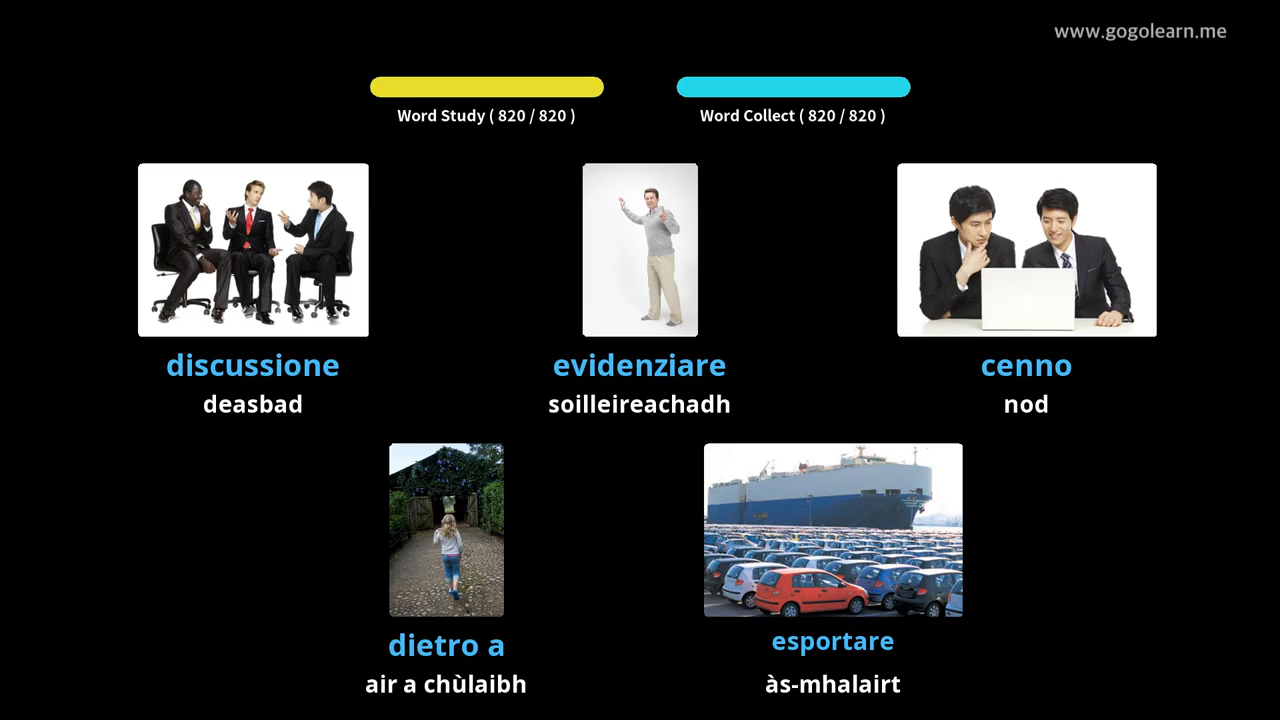 www.gogolearn.me
Word Study ( 820 / 820 )
Word Collect ( 820 / 820 )
discussione
deasbad
evidenziare
soilleireachadh
cenno
nod
dietro a
air a chùlaibh
esportare
às-mhalairt